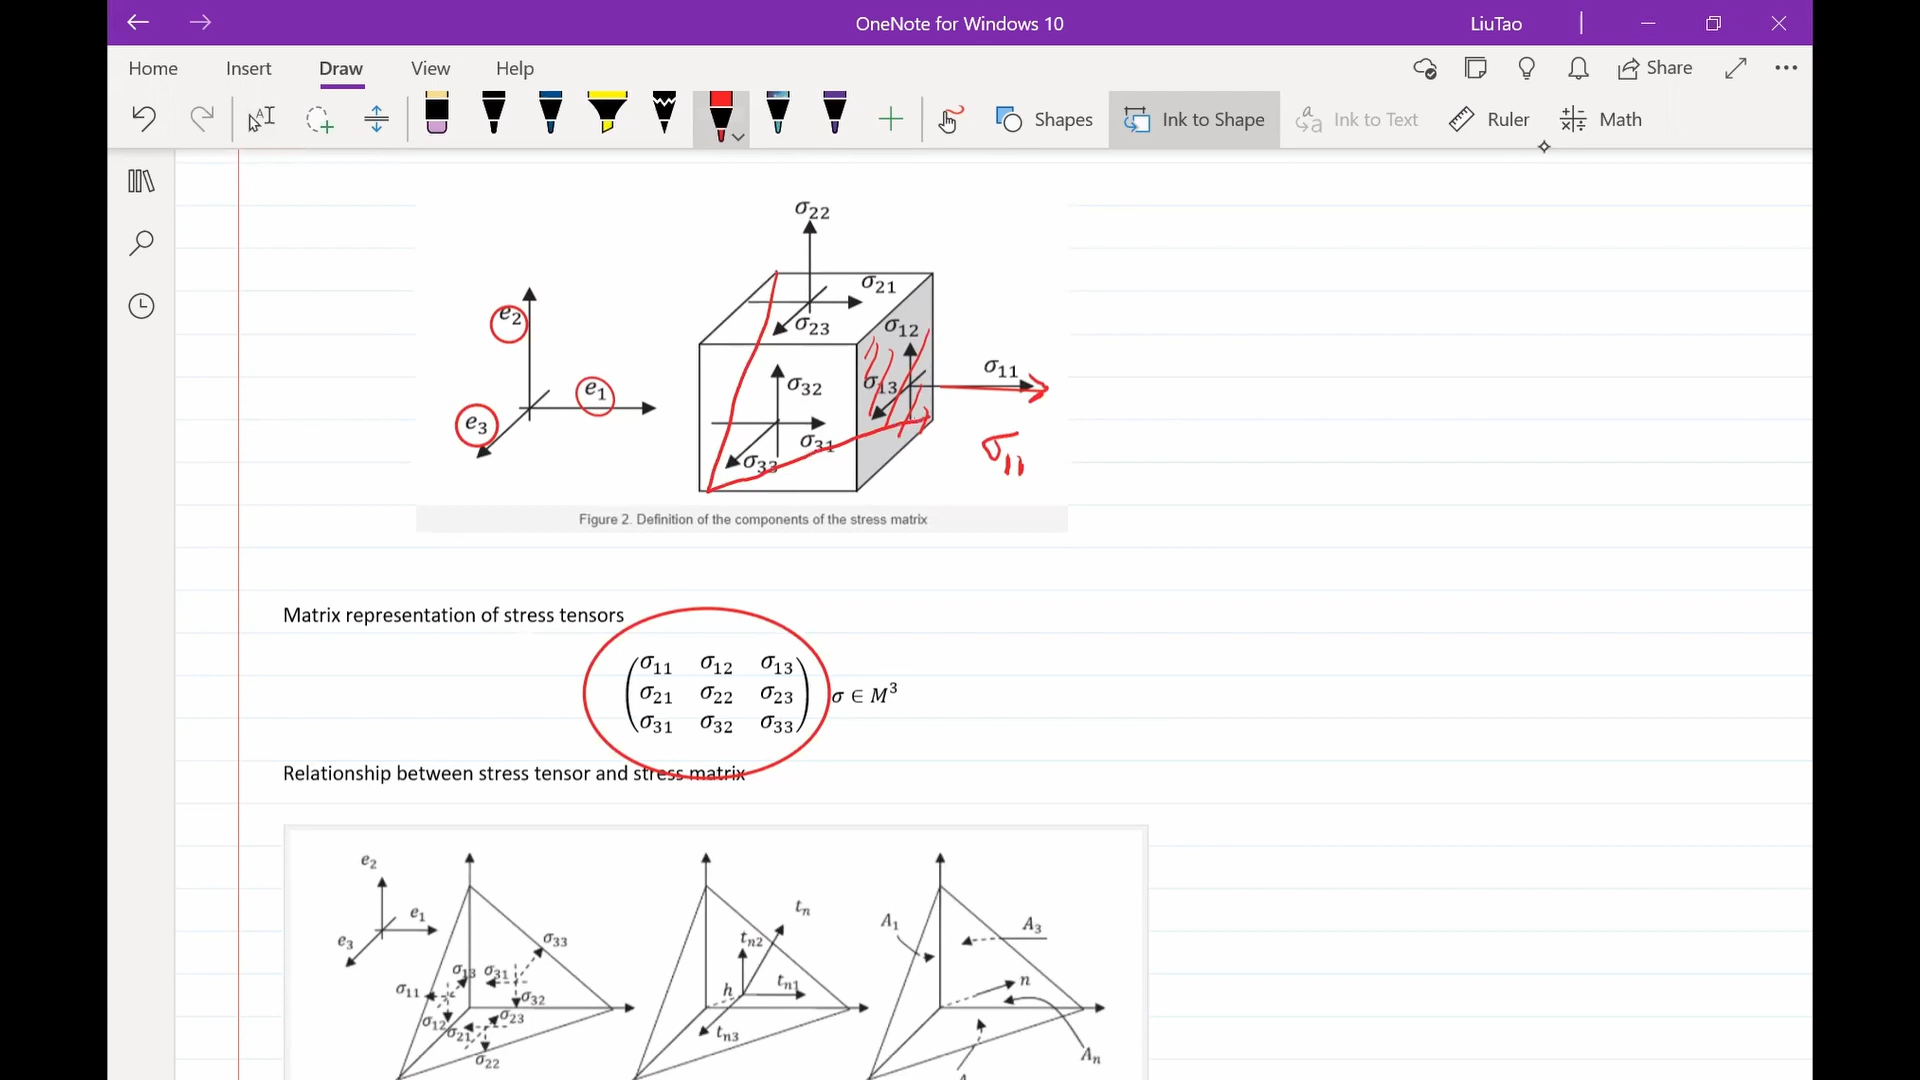 OneNote for Windows 10
LiuTao
Home Insert Draw View Help
Share
Shapes
Ink to Shape
Ink to Text
Ruler
Math
σ22
σ21
σ23
σ12
e2
σ11
σ32
σ13
e1
e3
σ31
σ33
σ11
Figure 2. Definition of the components of the stress matrix
Matrix representation of stress tensors
σ11 σ12 σ13
σ21 σ22 σ23 σ ∈ M³
σ31 σ32 σ33
Relationship between stress tensor and stress matrix
e2
e1
e3
σ33
σ13 σ31
σ11
σ32
σ12
σ23
σ21
σ22
tn
tn2
tn1
h
tn3
A1
A3
n
An